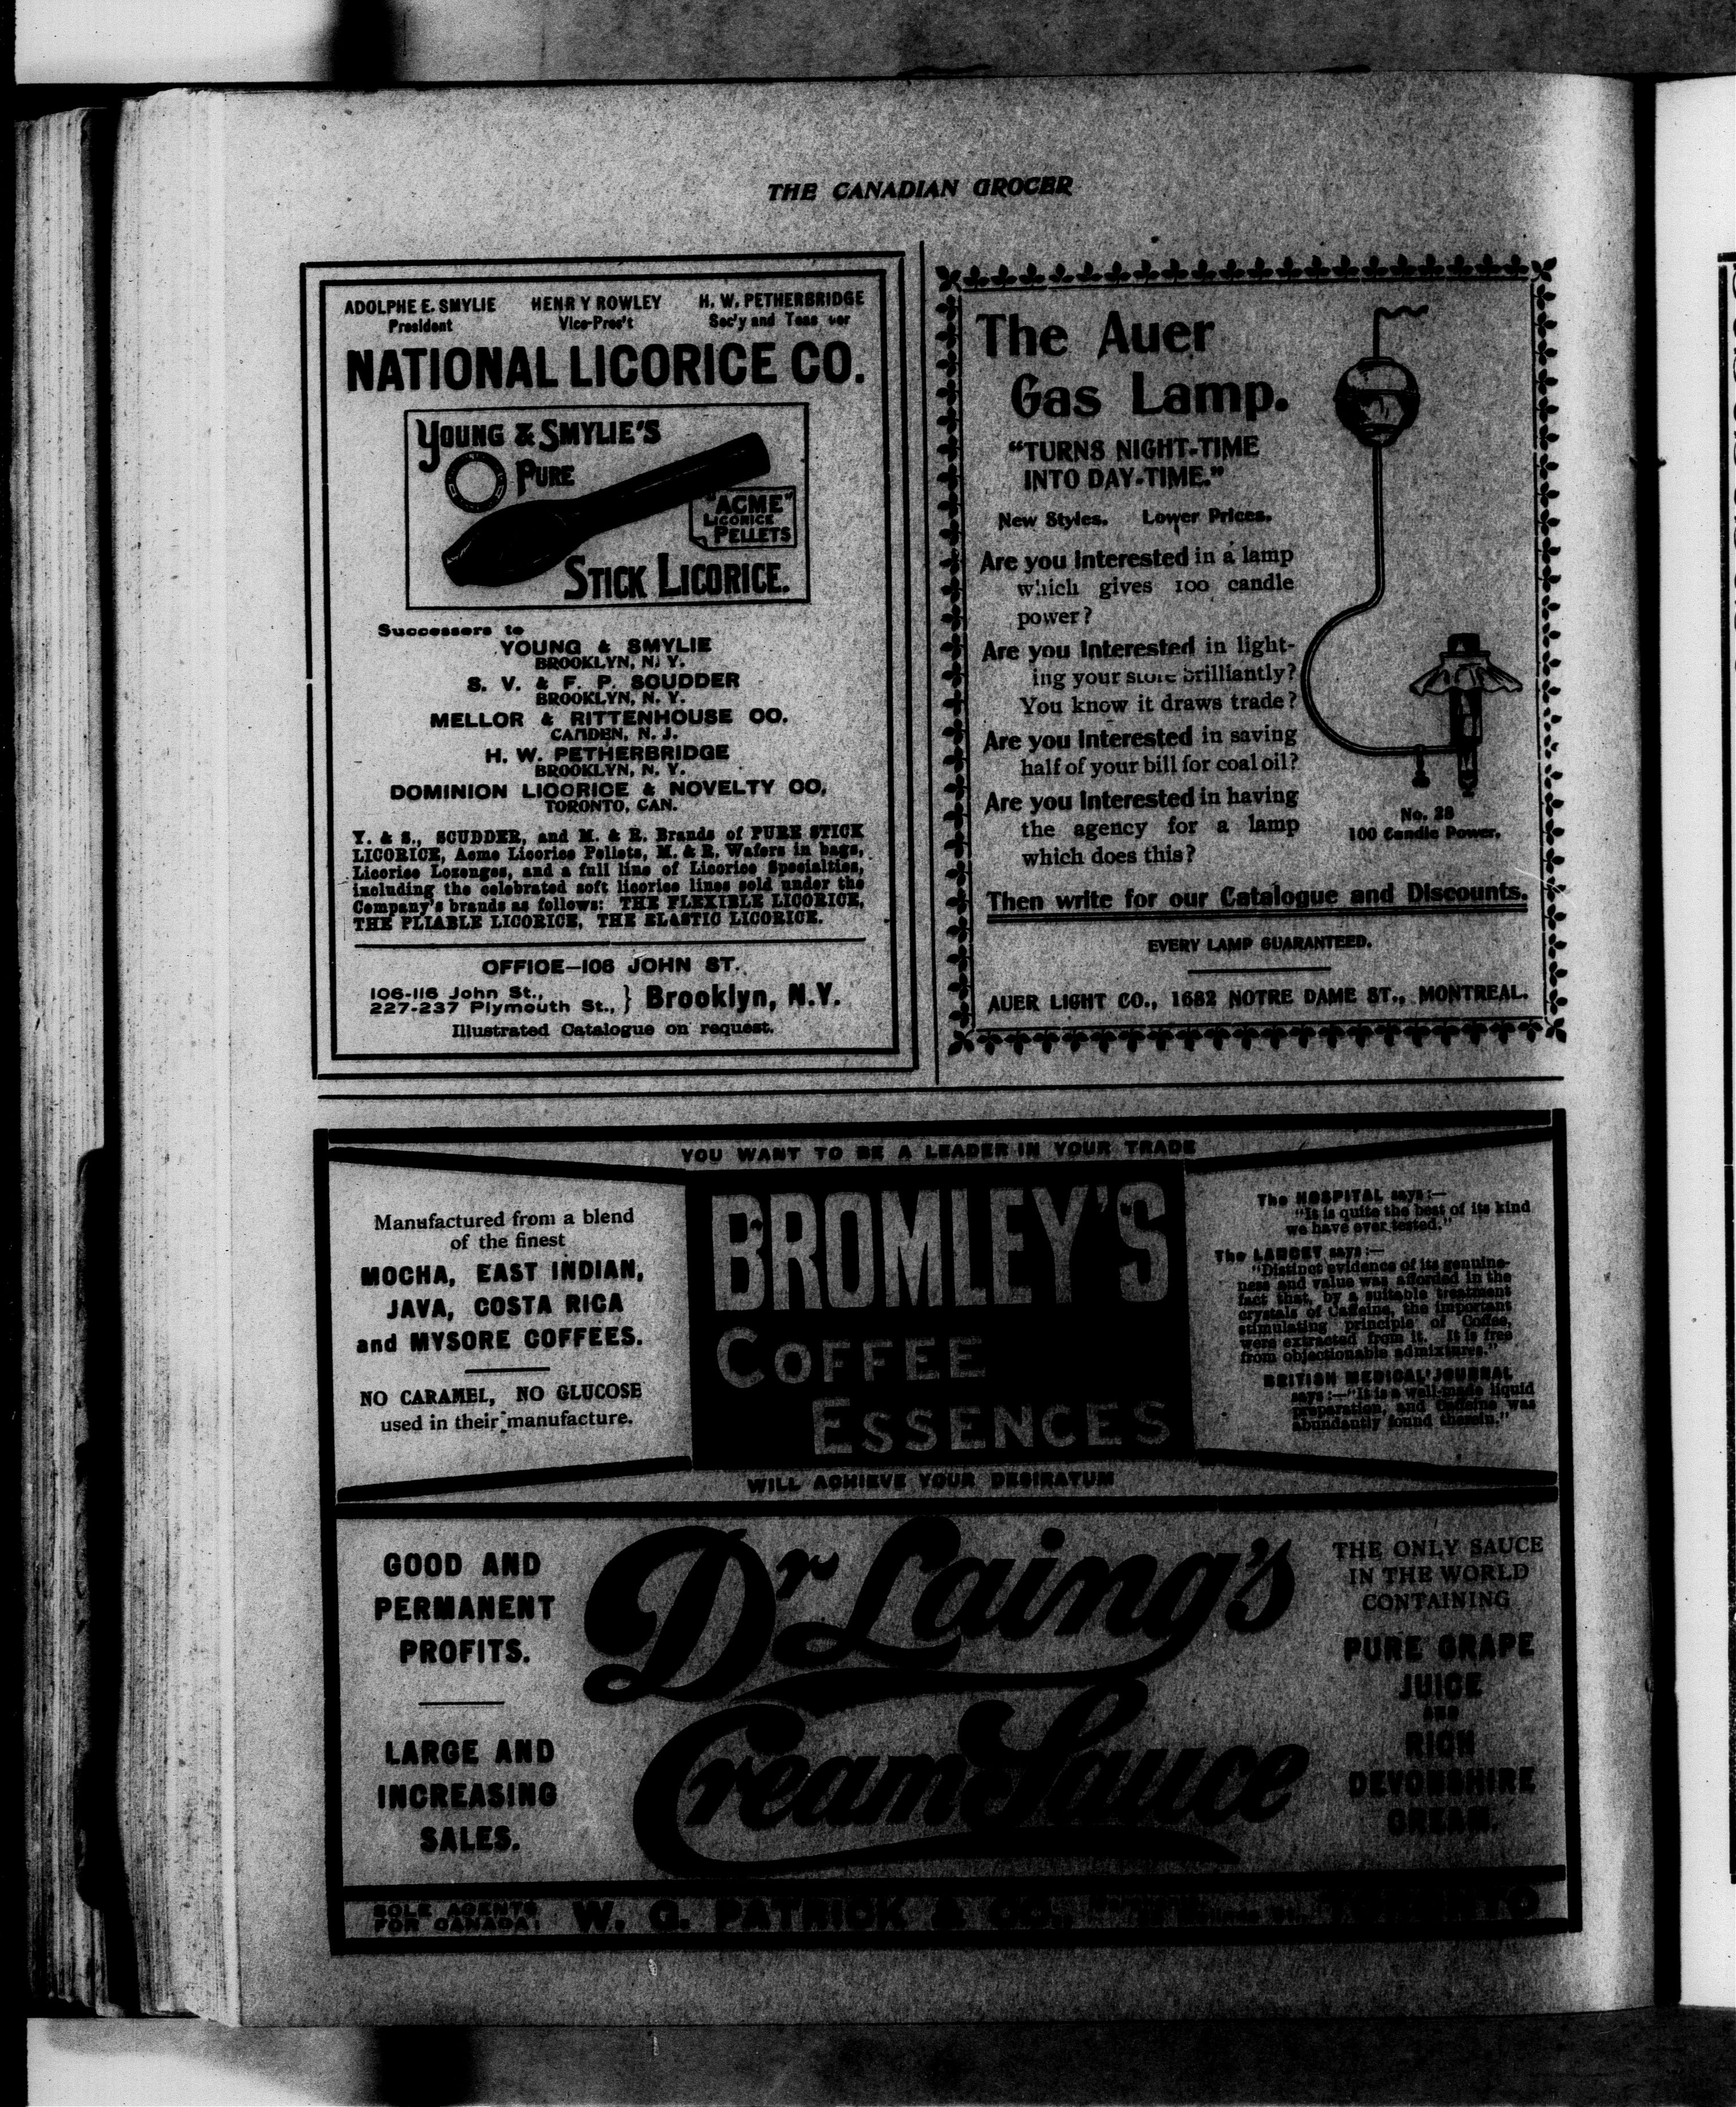 THE CANADIAN GROCER
ADOLPHE E. SMYLIE
President
HENRY ROWLEY
Vice-Pres't
H. W. PETHERBRIDGE
Sec'y and
NATIONAL LICORICE CO.
YOUNG & SMYLIE'S
PURE
"ACME"
LICORICE
PELLETS
STICK LICORICE.
Successors to
YOUNG & SMYLIE
BROOKLYN, N. Y.
S. V. & F. P. SCUDDER
BROOKLYN, N. Y.
MELLOR & RITTENHOUSE CO.
CAMDEN, N. J.
H. W. PETHERBRIDGE
BROOKLYN, N. Y.
DOMINION LICORICE & NOVELTY CO.
TORONTO, CAN.
Y. & S., SCUDDER, and M. & R. Brands of PURE STICK
LICORICE, Acme Licorice Pellets, M. & R. Wafers in bags,
Licorice Lozenges, and a full line of Licorice Specialties,
including the celebrated soft licorice lines sold under the
Company's brands as follows: THE FLEXIBLE LICORICE,
THE PLIABLE LICORICE, THE ELASTIC LICORICE.
OFFICE—106 JOHN ST.
106-116 John St.,
227-237 Plymouth St., } Brooklyn, N.Y.
Illustrated Catalogue on request.
The Auer
Gas Lamp.
"TURNS NIGHT-TIME
INTO DAY-TIME."
New Styles. Lower Prices.
Are you Interested in a lamp
which gives 100 candle
power?
Are you Interested in light-
ing your store brilliantly?
You know it draws trade?
Are you Interested in saving
half of your bill for coal oil?
Are you Interested in having
the agency for a lamp
which does this?
No. 28
100 Candle Power.
Then write for our Catalogue and Discounts.
EVERY LAMP GUARANTEED.
AUER LIGHT CO., 1682 NOTRE DAME ST., MONTREAL.
YOU WANT TO BE A LEADER IN YOUR TRADE
Manufactured from a blend
of the finest
MOCHA, EAST INDIAN,
JAVA, COSTA RICA
and MYSORE COFFEES.
NO CARAMEL, NO GLUCOSE
used in their manufacture.
BROMLEY'S
COFFEE
ESSENCES
The HOSPITAL says:—
"It is quite the best of its kind
we have ever tested."
The LANCET says:—
"Distinct evidence of its genuine-
ness and value was afforded in the
fact that, by a suitable treatment
crystals of Caffeine, the important
stimulating principle of Coffee,
were extracted from it. It is free
from objectionable admixtures."
BRITISH MEDICAL JOURNAL
says:—"It is a well-made liquid
preparation, and Caffeine was
abundantly found therein."
WILL ACHIEVE YOUR DESIRATUM
GOOD AND
PERMANENT
PROFITS.
LARGE AND
INCREASING
SALES.
Dr Laing's
Cream Sauce
THE ONLY SAUCE
IN THE WORLD
CONTAINING
PURE GRAPE
JUICE
AND
RICH
DEVONSHIRE
CREAM.
SOLE AGENTS
FOR CANADA:
W. G. PATRICK & CO.,
TORONTO